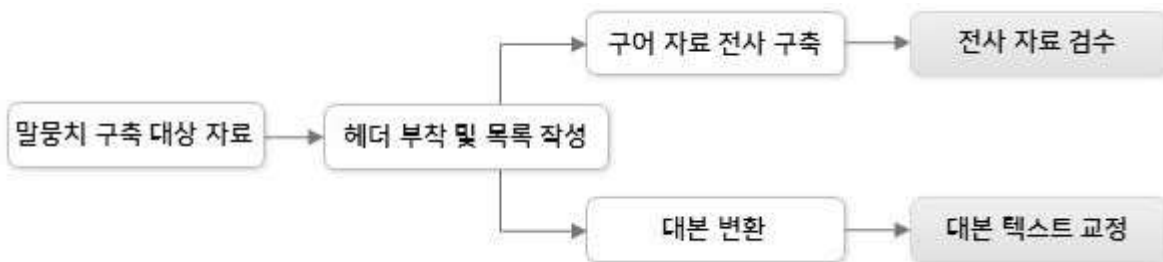 구어 자료 전사 구축
전사 자료 검수
말뭉치 구축 대상 자료
헤더 부착 및 목록 작성
대본 변환
대본 텍스트 교정